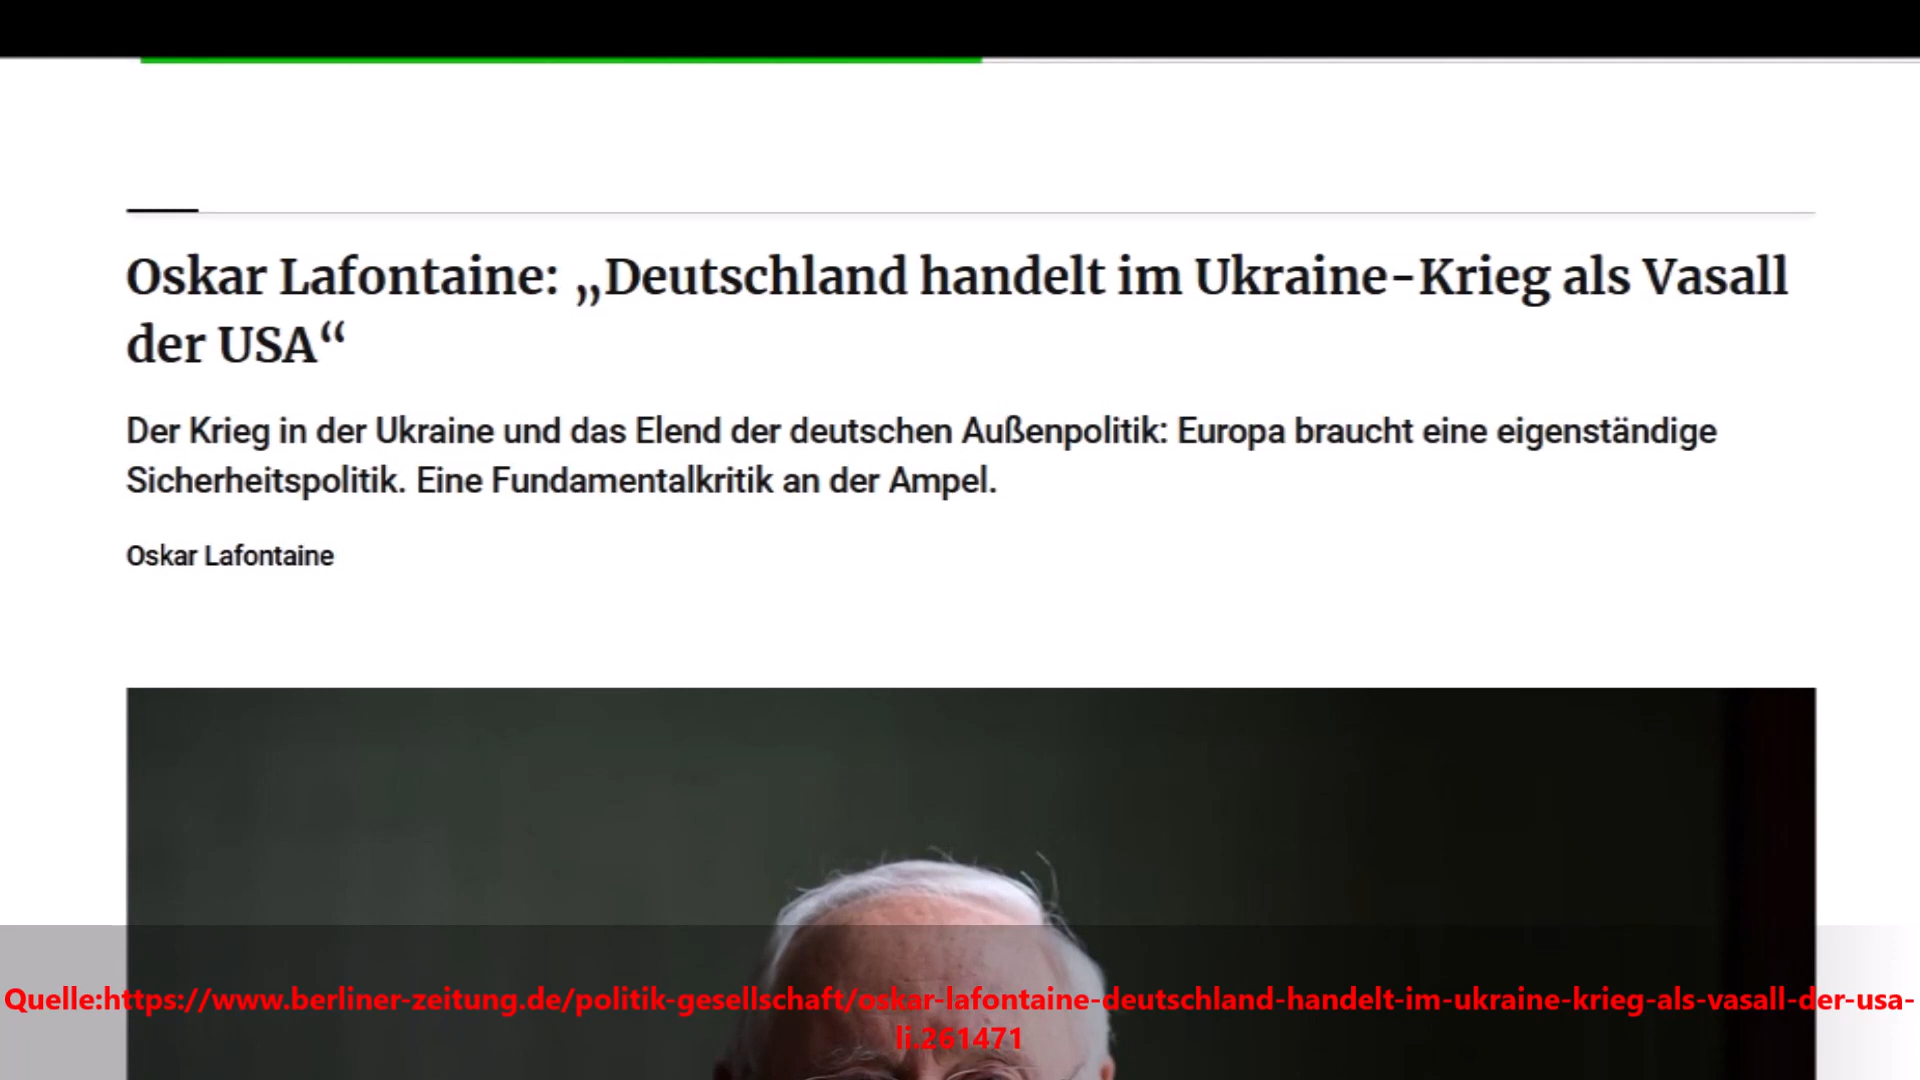 Oskar Lafontaine: „Deutschland handelt im Ukraine-Krieg als Vasall
der USA“
Der Krieg in der Ukraine und das Elend der deutschen Außenpolitik: Europa braucht eine eigenständige
Sicherheitspolitik. Eine Fundamentalkritik an der Ampel.
Oskar Lafontaine
Quelle:https://www.berliner-zeitung.de/politik-gesellschaft/oskar-lafontaine-deutschland-handelt-im-ukraine-krieg-als-vasall-der-usa-
li.261471